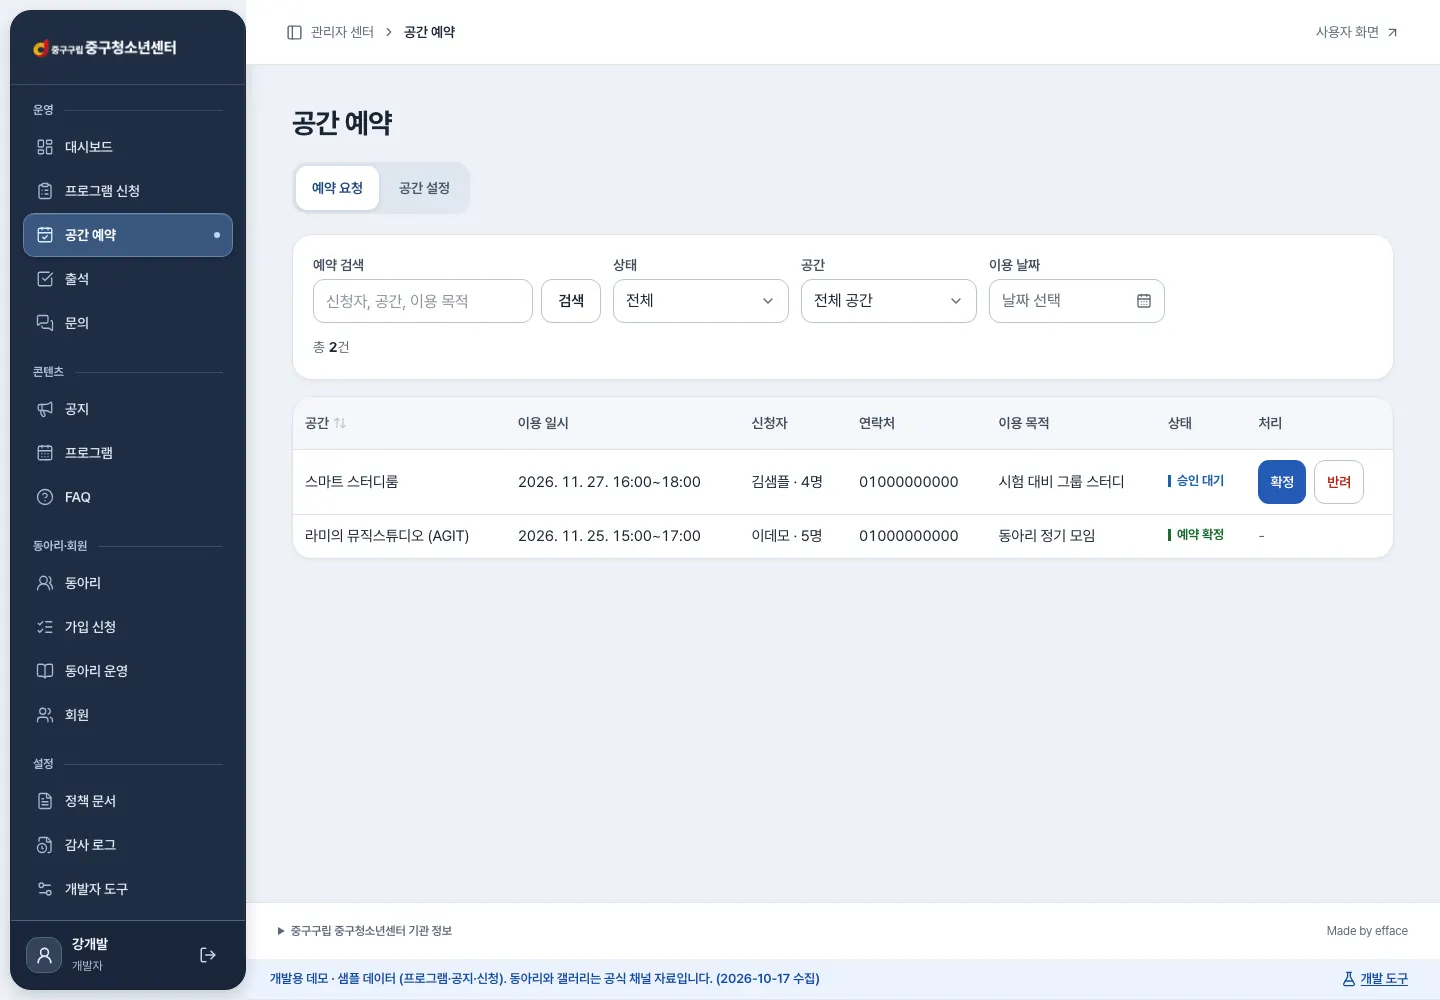 중구구립 중구청소년센터
운영
대시보드
프로그램 신청
공간 예약
출석
문의
콘텐츠
공지
프로그램
FAQ
동아리·회원
동아리
가입 신청
동아리 운영
회원
설정
정책 문서
감사 로그
개발자 도구
강개발
개발자
관리자 센터 > 공간 예약
사용자 화면
공간 예약
예약 요청 공간 설정
예약 검색 상태 공간 이용 날짜
신청자, 공간, 이용 목적 검색 전체 전체 공간 날짜 선택
총 2건
공간 이용 일시 신청자 연락처 이용 목적 상태 처리
스마트 스터디룸 2026. 11. 27. 16:00~18:00 김샘플 · 4명 01000000000 시험 대비 그룹 스터디 승인 대기 확정 반려
라미의 뮤직스튜디오 (AGIT) 2026. 11. 25. 15:00~17:00 이데모 · 5명 01000000000 동아리 정기 모임 예약 확정 -
중구구립 중구청소년센터 기관 정보
Made by efface
개발용 데모 · 샘플 데이터 (프로그램·공지·신청). 동아리와 갤러리는 공식 채널 자료입니다. (2026-10-17 수집)
개발 도구